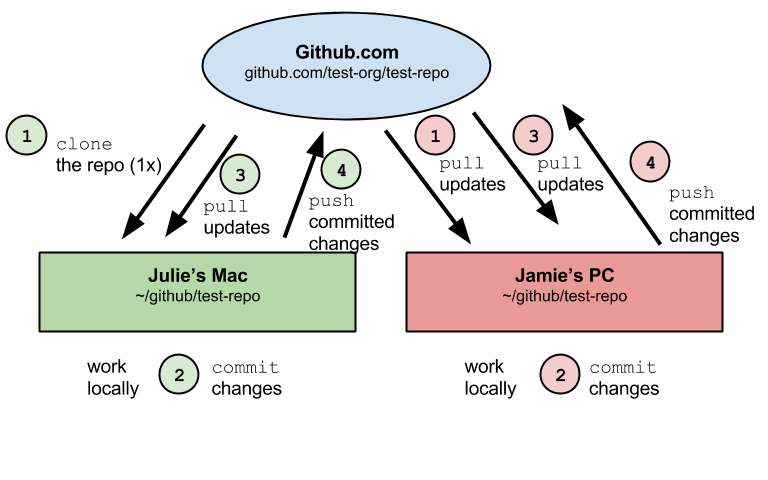 Github.com
github.com/test-org/test-repo
1
clone
the repo (1x)
3
pull
updates
4
push
committed
changes
1
pull
updates
3
pull
updates
4
push
committed
changes
Julie's Mac
~/github/test-repo
Jamie's PC
~/github/test-repo
work
locally
2
commit
changes
work
locally
2
commit
changes